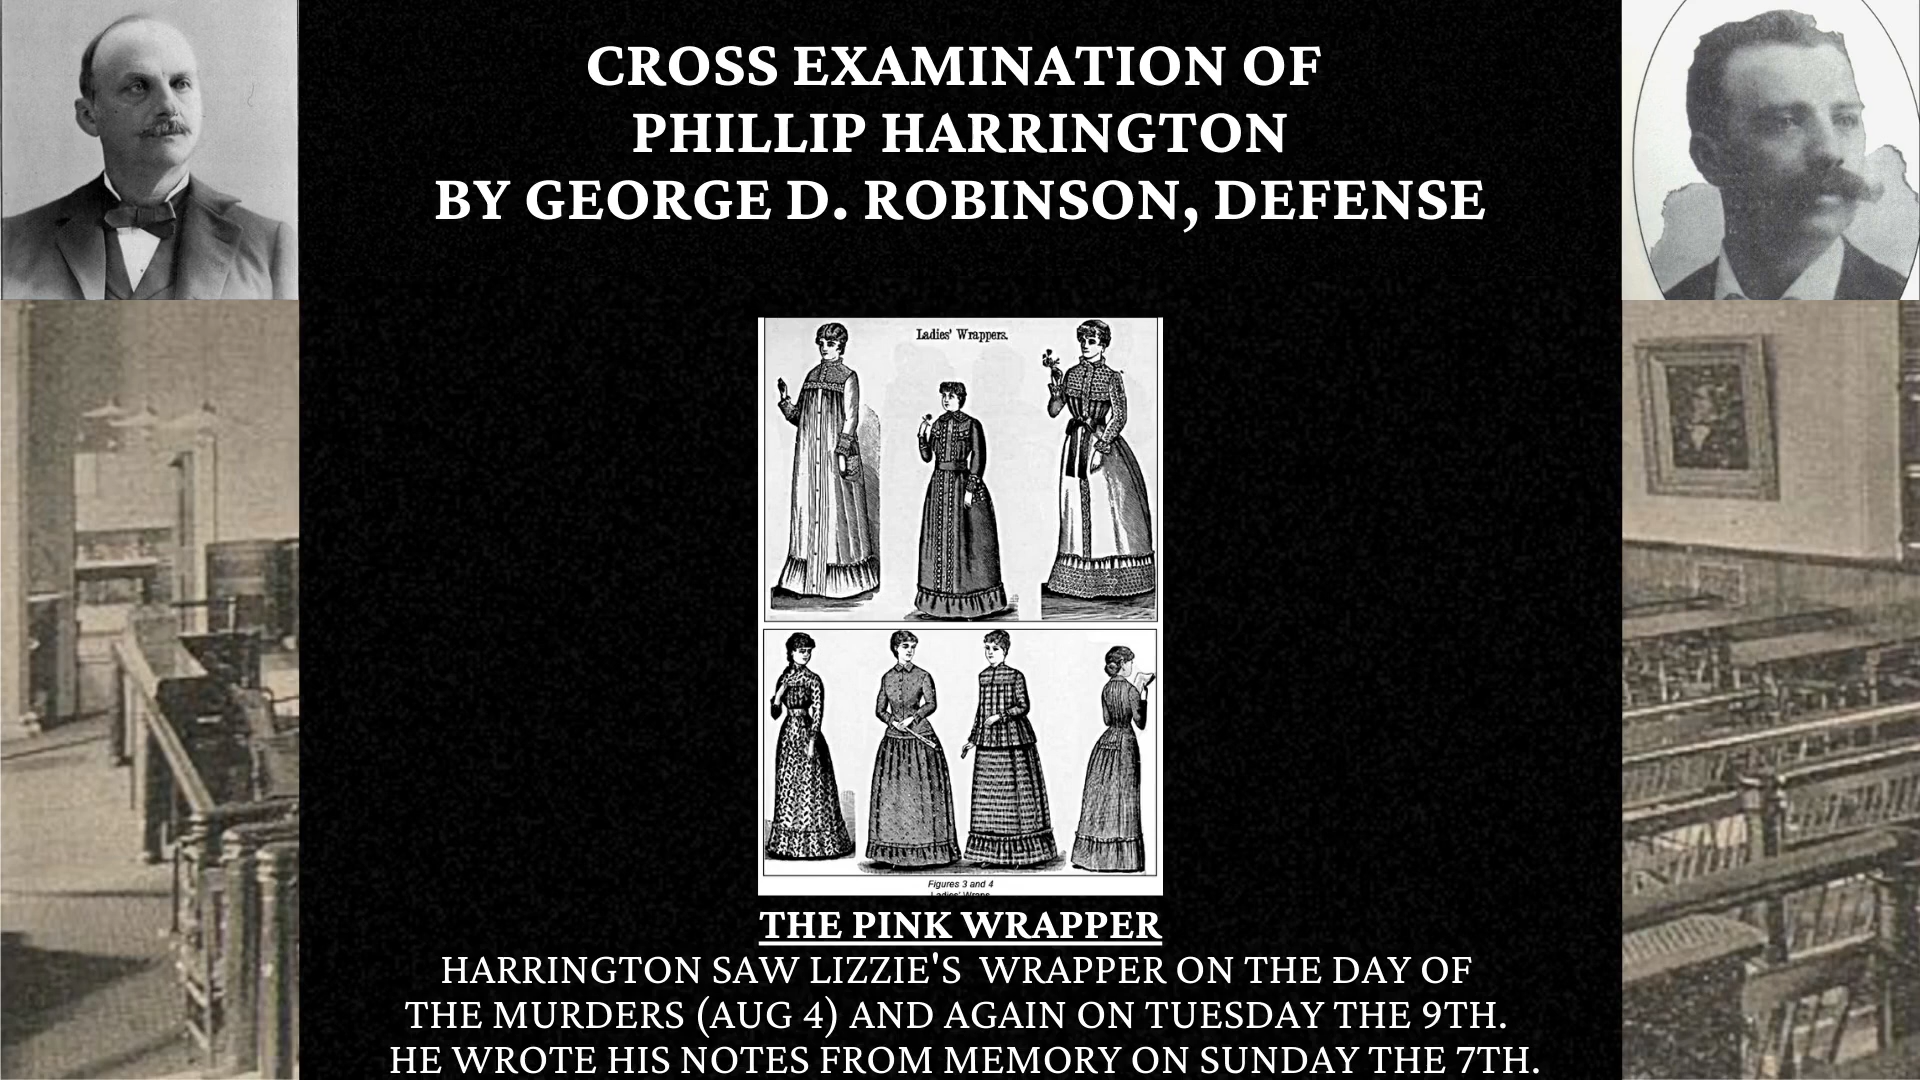 CROSS EXAMINATION OF
PHILLIP HARRINGTON
BY GEORGE D. ROBINSON, DEFENSE
Ladies' Wrappers.
Figures 3 and 4
Ladies' Wraps
THE PINK WRAPPER
HARRINGTON SAW LIZZIE'S WRAPPER ON THE DAY OF
THE MURDERS (AUG 4) AND AGAIN ON TUESDAY THE 9TH.
HE WROTE HIS NOTES FROM MEMORY ON SUNDAY THE 7TH.